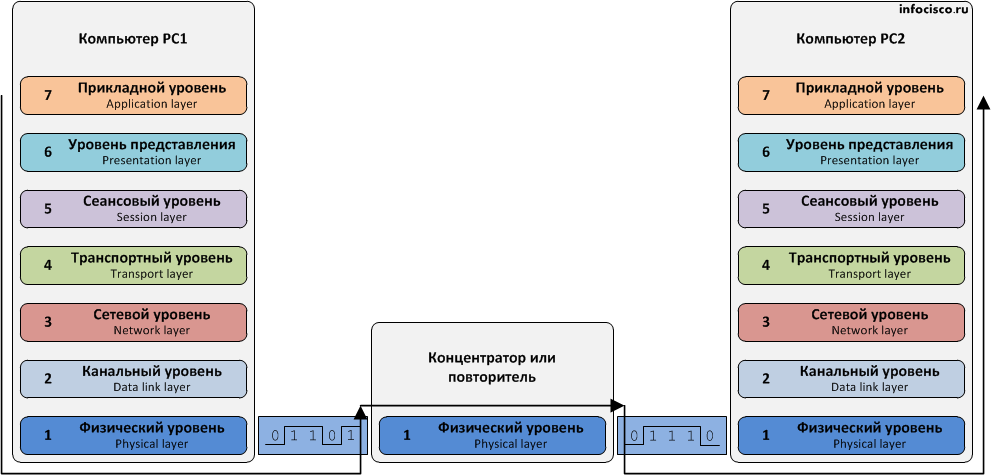 infocisco.ru
Компьютер PC1
7 Прикладной уровень
Application layer
6 Уровень представления
Presentation layer
5 Сеансовый уровень
Session layer
4 Транспортный уровень
Transport layer
3 Сетевой уровень
Network layer
2 Канальный уровень
Data link layer
1 Физический уровень
Physical layer
0 1 1 0 1
Концентратор или
повторитель
1 Физический уровень
Physical layer
0 1 1 1 0
Компьютер PC2
7 Прикладной уровень
Application layer
6 Уровень представления
Presentation layer
5 Сеансовый уровень
Session layer
4 Транспортный уровень
Transport layer
3 Сетевой уровень
Network layer
2 Канальный уровень
Data link layer
1 Физический уровень
Physical layer